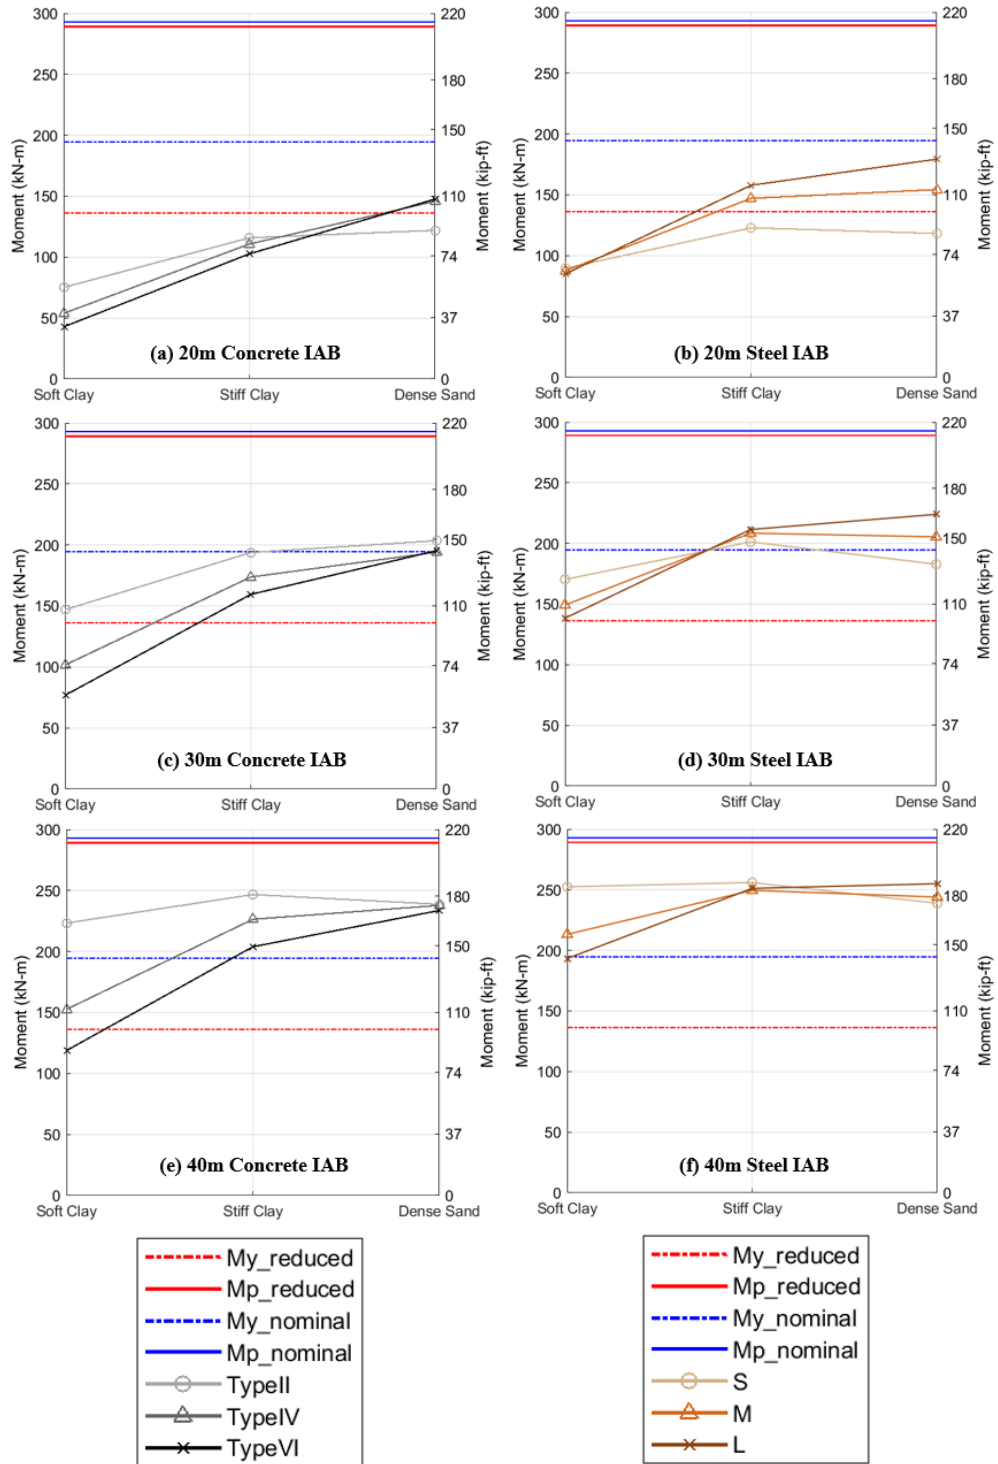 300
250
200
150
100
50
0
Moment (kN-m)
220
180
150
110
74
37
0
Moment (kip-ft)
(a) 20m Concrete IAB
Soft Clay Stiff Clay Dense Sand
300
250
200
150
100
50
0
Moment (kN-m)
220
180
150
110
74
37
0
Moment (kip-ft)
(b) 20m Steel IAB
Soft Clay Stiff Clay Dense Sand
300
250
200
150
100
50
0
Moment (kN-m)
220
180
150
110
74
37
0
Moment (kip-ft)
(c) 30m Concrete IAB
Soft Clay Stiff Clay Dense Sand
300
250
200
150
100
50
0
Moment (kN-m)
220
180
150
110
74
37
0
Moment (kip-ft)
(d) 30m Steel IAB
Soft Clay Stiff Clay Dense Sand
300
250
200
150
100
50
0
Moment (kN-m)
220
180
150
110
74
37
0
Moment (kip-ft)
(e) 40m Concrete IAB
Soft Clay Stiff Clay Dense Sand
300
250
200
150
100
50
0
Moment (kN-m)
220
180
150
110
74
37
0
Moment (kip-ft)
(f) 40m Steel IAB
Soft Clay Stiff Clay Dense Sand
My_reduced
Mp_reduced
My_nominal
Mp_nominal
TypeII
TypeIV
TypeVI
My_reduced
Mp_reduced
My_nominal
Mp_nominal
S
M
L